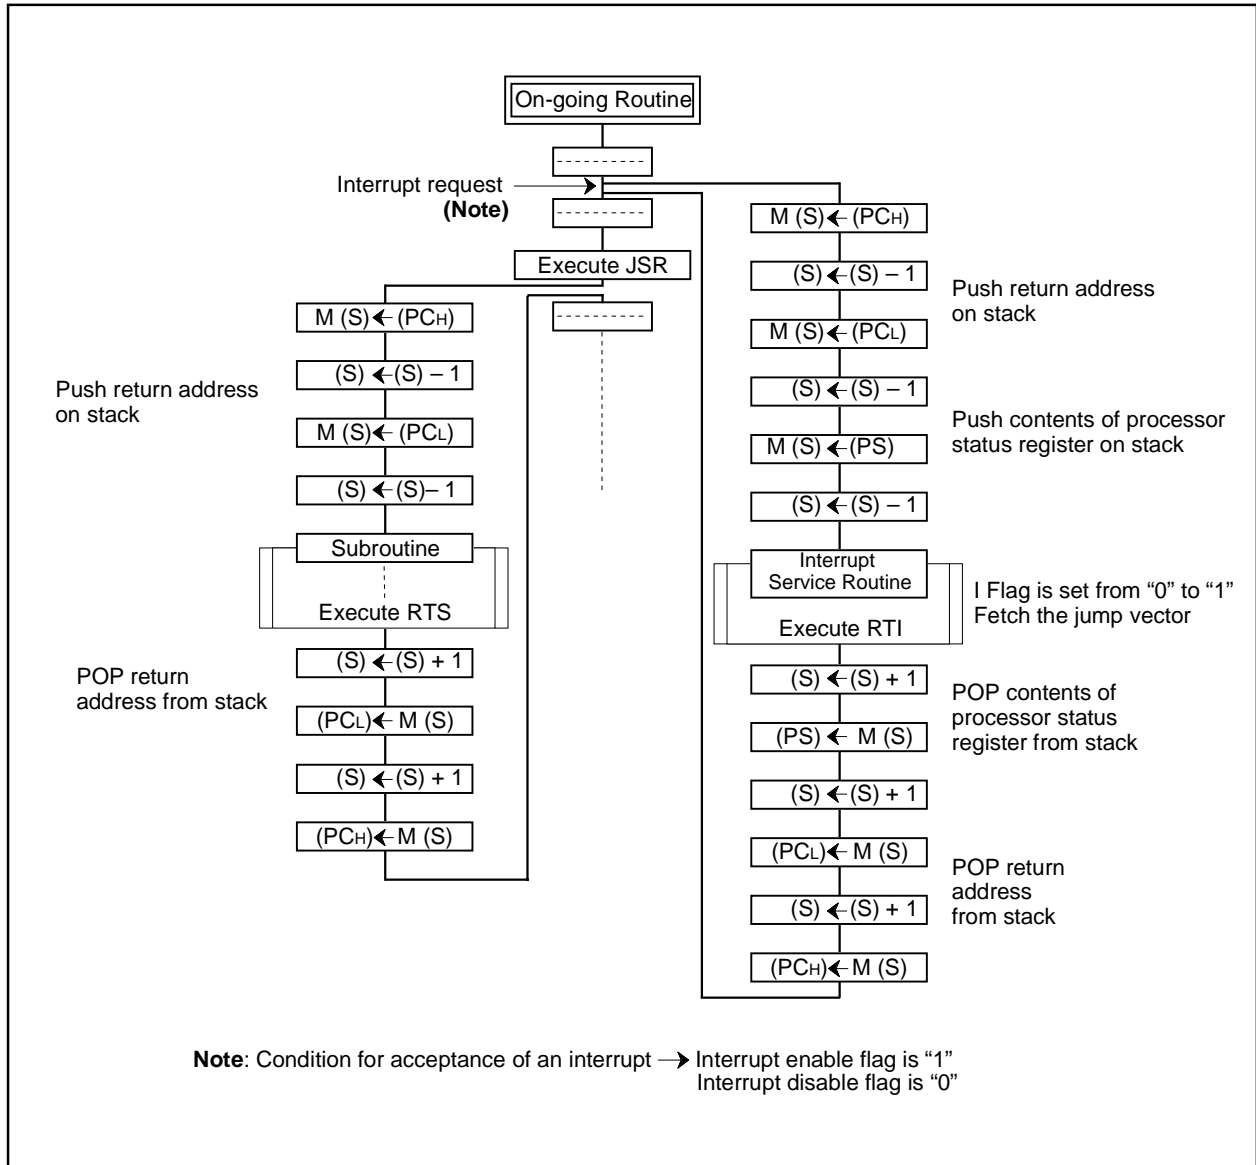 On-going Routine
Interrupt request
(Note)
Execute JSR
M (S) ← (PCH)
(S) ← (S) – 1
M (S) ← (PCL)
(S) ← (S)– 1
Push return address
on stack
Subroutine
Execute RTS
(S) ← (S) + 1
(PCL) ← M (S)
(S) ← (S) + 1
(PCH) ← M (S)
POP return
address from stack
M (S) ← (PCH)
(S) ← (S) – 1
M (S) ← (PCL)
(S) ← (S) – 1
M (S) ← (PS)
(S) ← (S) – 1
Push return address
on stack
Push contents of processor
status register on stack
Interrupt
Service Routine
Execute RTI
I Flag is set from “0” to “1”
Fetch the jump vector
(S) ← (S) + 1
(PS) ← M (S)
(S) ← (S) + 1
(PCL) ← M (S)
(S) ← (S) + 1
(PCH) ← M (S)
POP contents of
processor status
register from stack
POP return
address
from stack
Note: Condition for acceptance of an interrupt → Interrupt enable flag is “1”
Interrupt disable flag is “0”